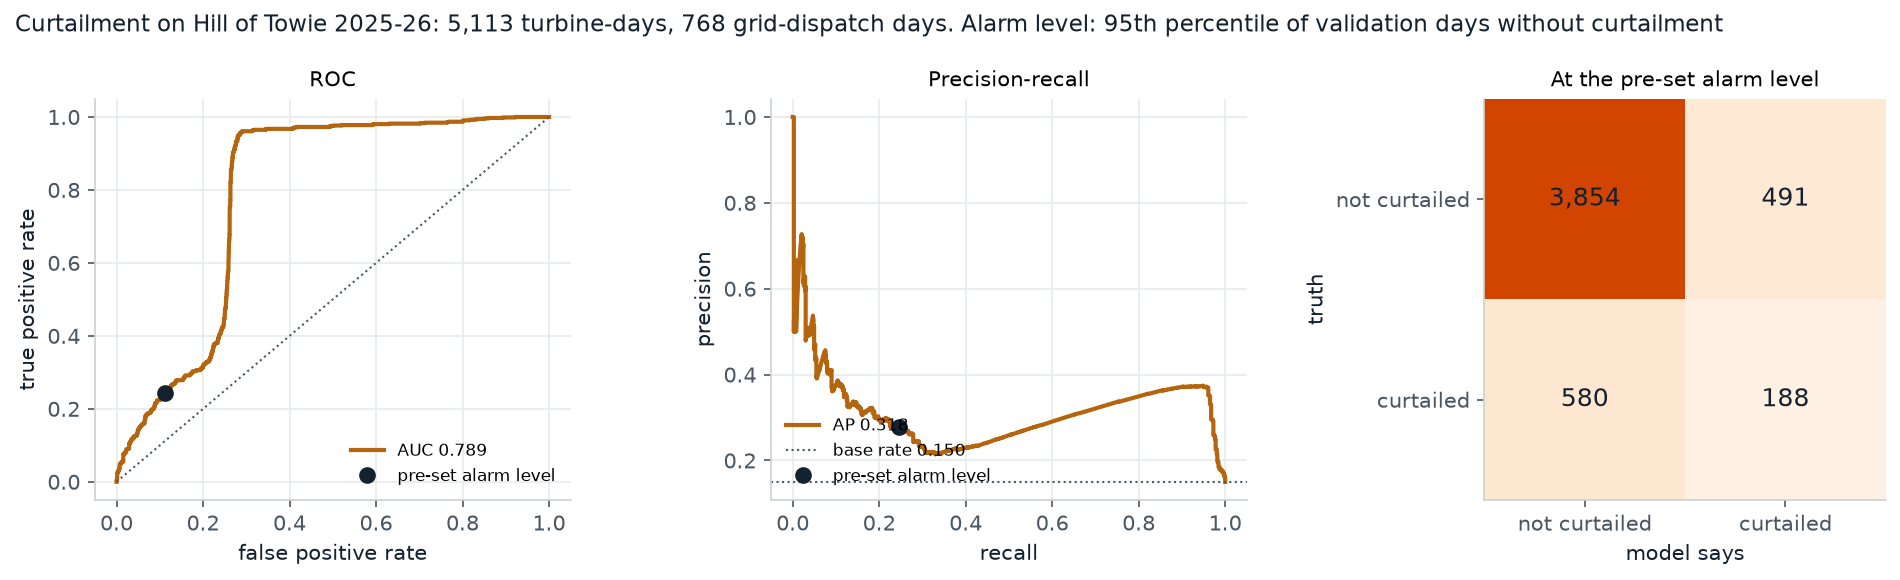 Curtailment on Hill of Towie 2025-26: 5,113 turbine-days, 768 grid-dispatch days. Alarm level: 95th percentile of validation days without curtailment
ROC
1.0
0.8
0.6
0.4
0.2
0.0
true positive rate
AUC 0.789
pre-set alarm level
0.0 0.2 0.4 0.6 0.8 1.0
false positive rate
Precision-recall
1.0
0.8
0.6
0.4
0.2
precision
AP 0.318
base rate 0.150
pre-set alarm level
0.0 0.2 0.4 0.6 0.8 1.0
recall
At the pre-set alarm level
truth
not curtailed 3,854 491
curtailed 580 188
not curtailed curtailed
model says